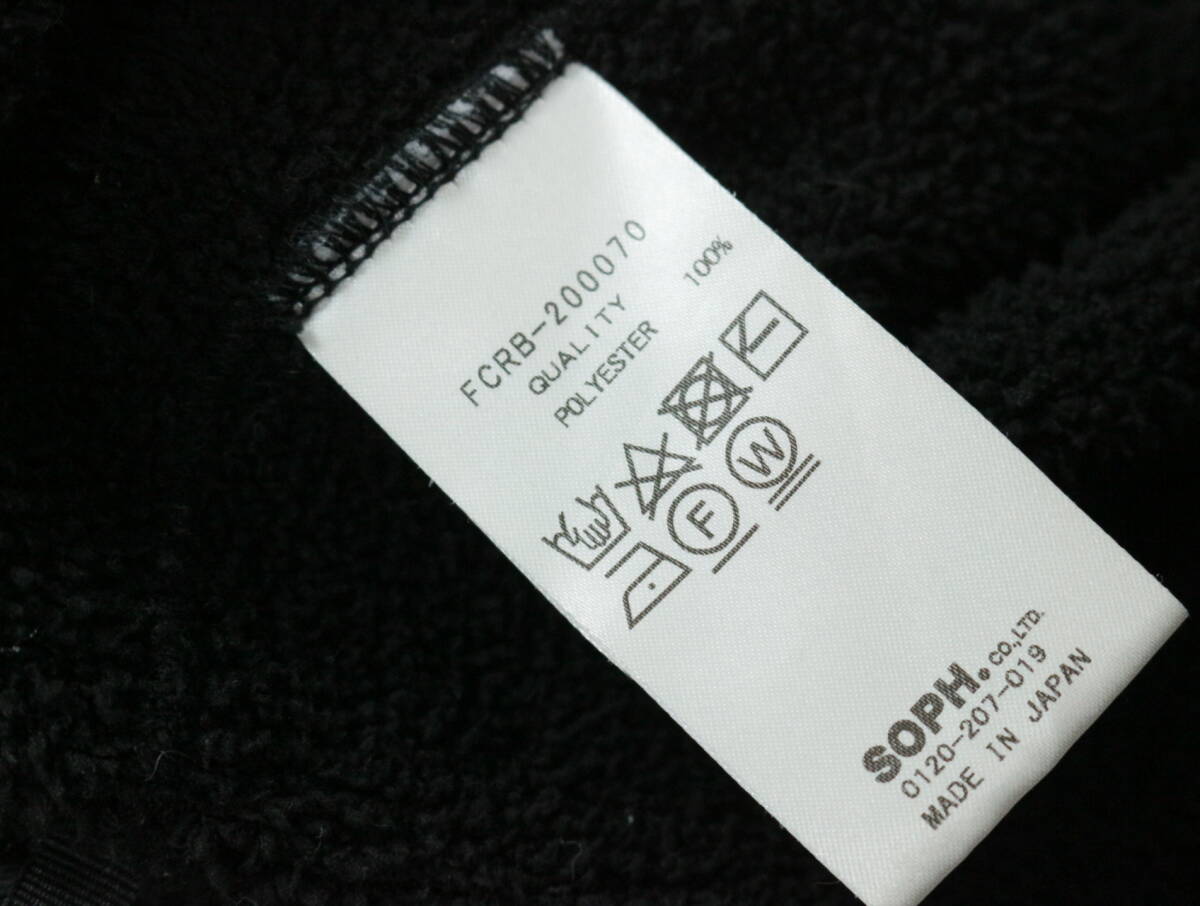 FCRB-200070
QUALITY
POLYESTER 100%
F W
SOPH. CO.,LTD.
0120-207-019
MADE IN JAPAN